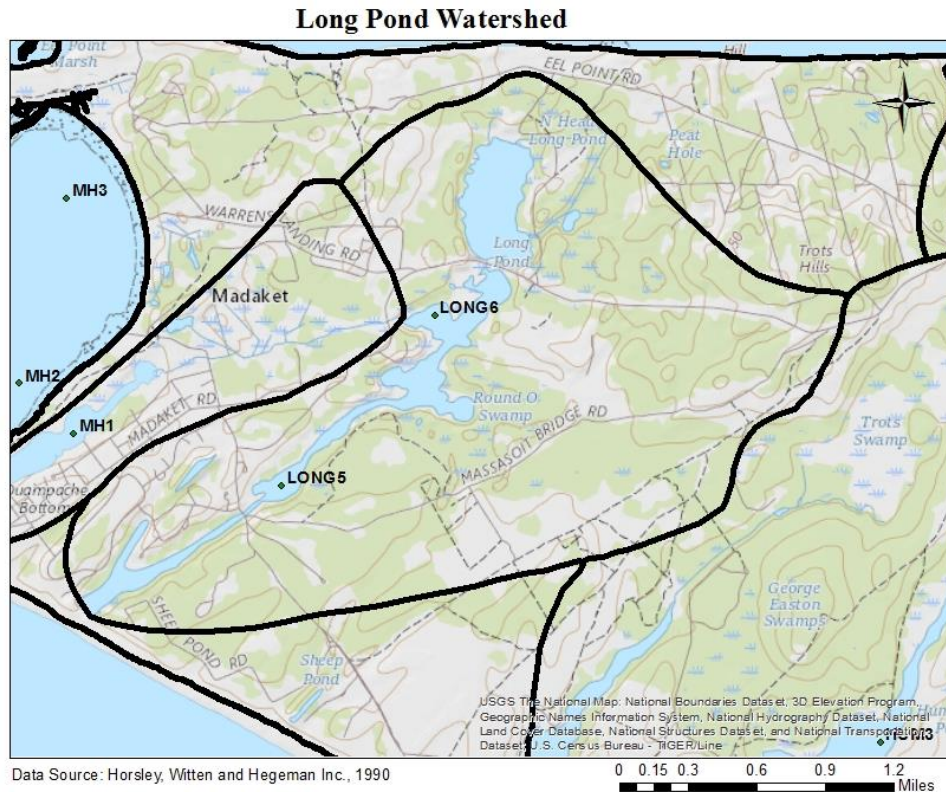 Long Pond Watershed
Eel Point
Marsh
Hill
EEL POINT RD
N Head
Long Pond
Peat
Hole
MH3
WARRENS LANDING RD
50
Long
Pond
Trots
Hills
Madaket
LONG6
MH2
Round O
Swamp
MADAKET RD
MASSASOIT BRIDGE RD
Trots
Swamp
MH1
LONG5
Quampache
Bottom
George
Easton
Swamps
SHEEP POND RD
Sheep
Pond
USGS The National Map: National Boundaries Dataset, 3D Elevation Program,
Geographic Names Information System, National Hydrography Dataset, National
Land Cover Database, National Structures Dataset, and National Transportation
Dataset; U.S. Census Bureau - TIGER/Line
Data Source: Horsley, Witten and Hegeman Inc., 1990
0 0.15 0.3 0.6 0.9 1.2
Miles